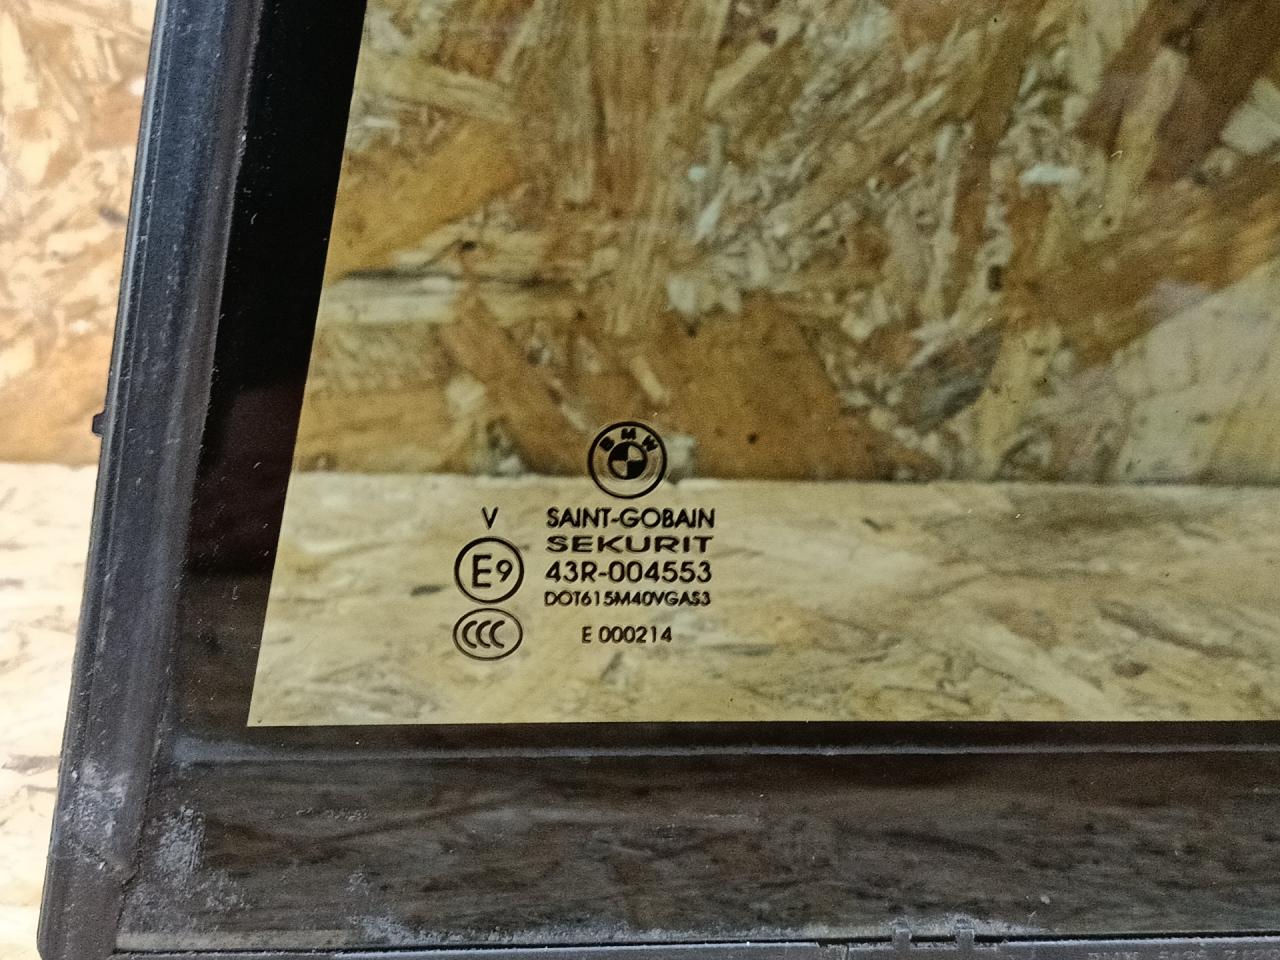 BMW
V SAINT-GOBAIN
SEKURIT
E9 43R-004553
DOT615M40VGAS3
CCC E 000214